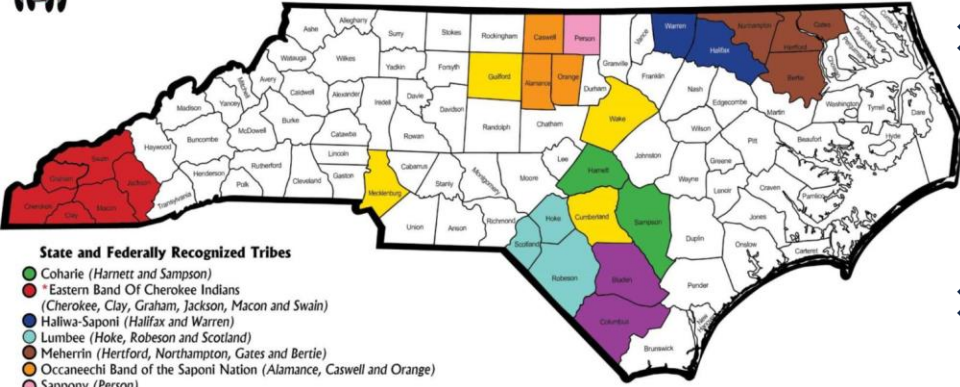 Ashe
Alleghany
Surry
Stokes
Rockingham
Caswell
Person
Vance
Warren
Northampton
Gates
Camden
Currituck
Pasquotank
Perquimans
Halifax
Hertford
Watauga
Wilkes
Yadkin
Forsyth
Guilford
Alamance
Orange
Granville
Durham
Franklin
Bertie
Mitchell
Avery
Caldwell
Alexander
Davie
Nash
Madison
Yancey
Iredell
Davidson
Edgecombe
Martin
Washington
Tyrrell
Dare
Burke
Randolph
Chatham
Wake
McDowell
Buncombe
Catawba
Rowan
Wilson
Pitt
Beaufort
Hyde
Haywood
Swain
Lincoln
Lee
Johnston
Greene
Rutherford
Graham
Jackson
Henderson
Polk
Cleveland
Gaston
Cabarrus
Stanly
Montgomery
Moore
Harnett
Wayne
Lenoir
Craven
Pamlico
Transylvania
Mecklenburg
Cherokee
Clay
Macon
Union
Anson
Richmond
Hoke
Cumberland
Sampson
Duplin
Jones
Onslow
Carteret
Scotland
Robeson
Bladen
Pender
Columbus
New Hanover
Brunswick
State and Federally Recognized Tribes
Coharie (Harnett and Sampson)
*Eastern Band Of Cherokee Indians
(Cherokee, Clay, Graham, Jackson, Macon and Swain)
Haliwa-Saponi (Halifax and Warren)
Lumbee (Hoke, Robeson and Scotland)
Meherrin (Hertford, Northampton, Gates and Bertie)
Occaneechi Band of the Saponi Nation (Alamance, Caswell and Orange)
Sappony (Person)